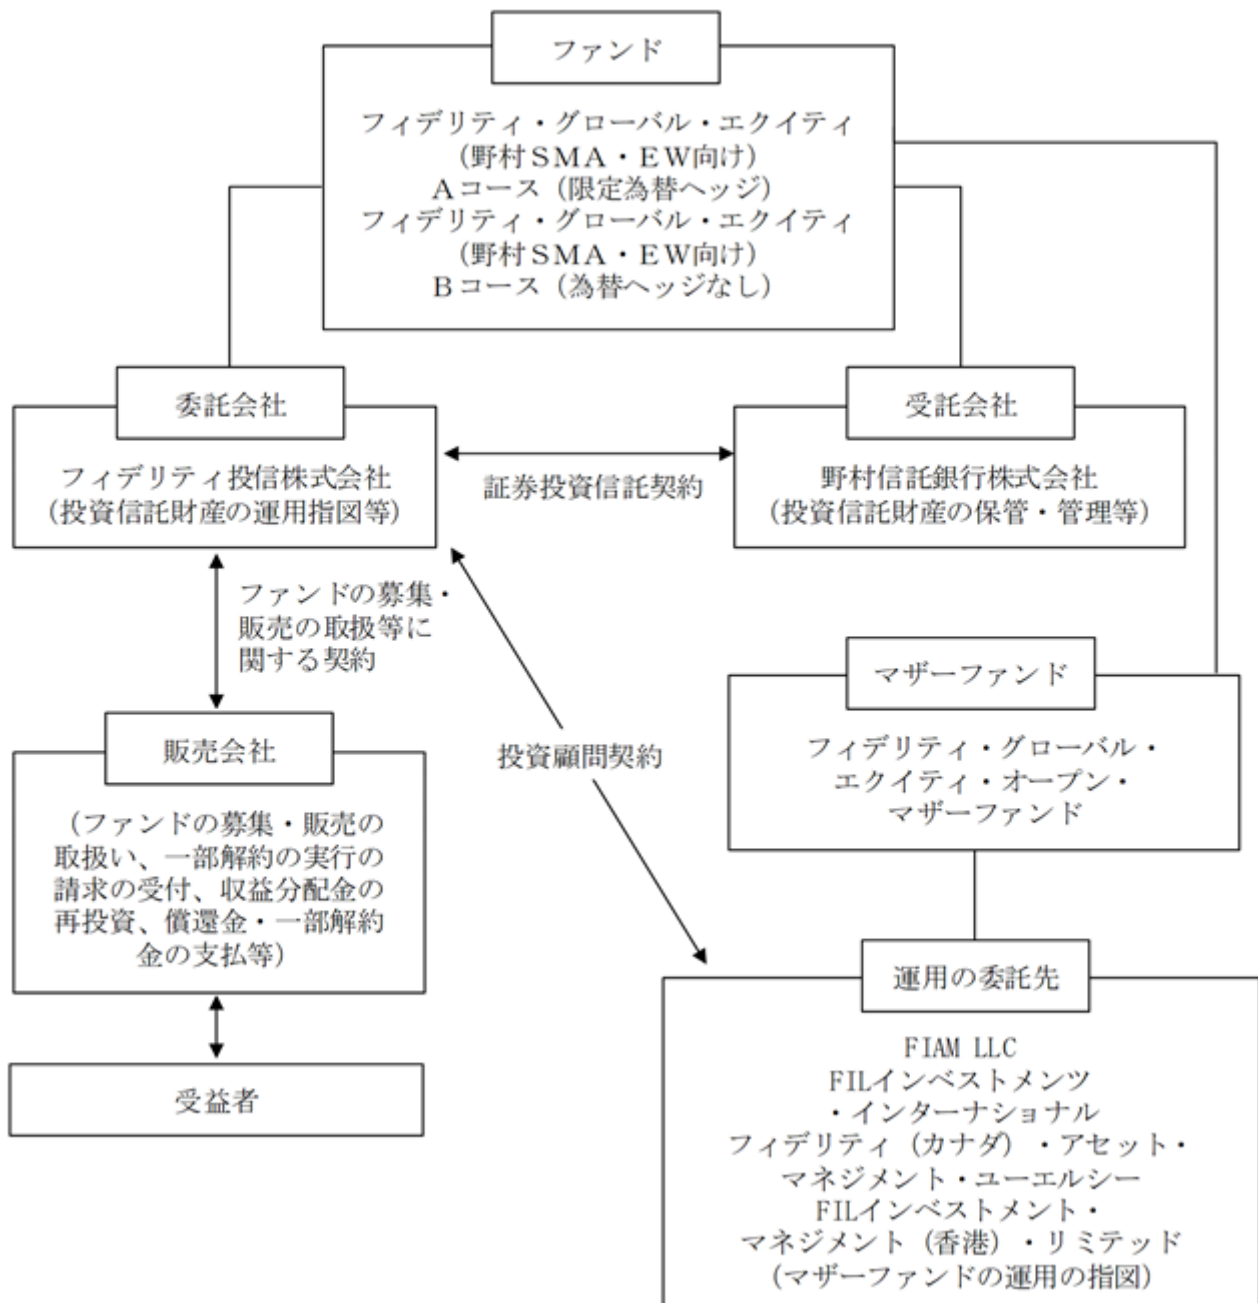 ファンド
フィデリティ・グローバル・エクイティ
（野村ＳＭＡ・ＥＷ向け）
Ａコース（限定為替ヘッジ）
フィデリティ・グローバル・エクイティ
（野村ＳＭＡ・ＥＷ向け）
Ｂコース（為替ヘッジなし）
委託会社
フィデリティ投信株式会社
（投資信託財産の運用指図等）
証券投資信託契約
受託会社
野村信託銀行株式会社
（投資信託財産の保管・管理等）
ファンドの募集・
販売の取扱等に
関する契約
マザーファンド
フィデリティ・グローバル・
エクイティ・オープン・
マザーファンド
投資顧問契約
販売会社
（ファンドの募集・販売の
取扱い、一部解約の実行の
請求の受付、収益分配金の
再投資、償還金・一部解約
金の支払等）
受益者
運用の委託先
FIAM LLC
FILインベストメンツ
・インターナショナル
フィデリティ（カナダ）・アセット・
マネジメント・ユーエルシー
FILインベストメント・
マネジメント（香港）・リミテッド
（マザーファンドの運用の指図）